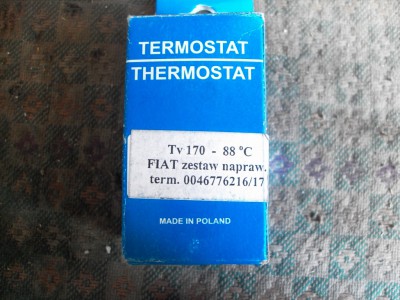 TERMOSTAT
THERMOSTAT
Tv 170 - 88 °C
FIAT zestaw napraw.
term. 0046776216/17
MADE IN POLAND